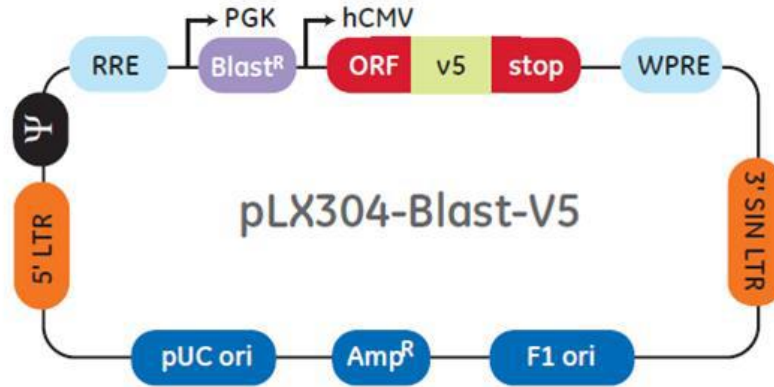 PGK
hCMV
RRE
Blastᴿ
ORF
v5
stop
WPRE
Ψ
5' LTR
pLX304-Blast-V5
3' SIN LTR
pUC ori
Ampᴿ
F1 ori